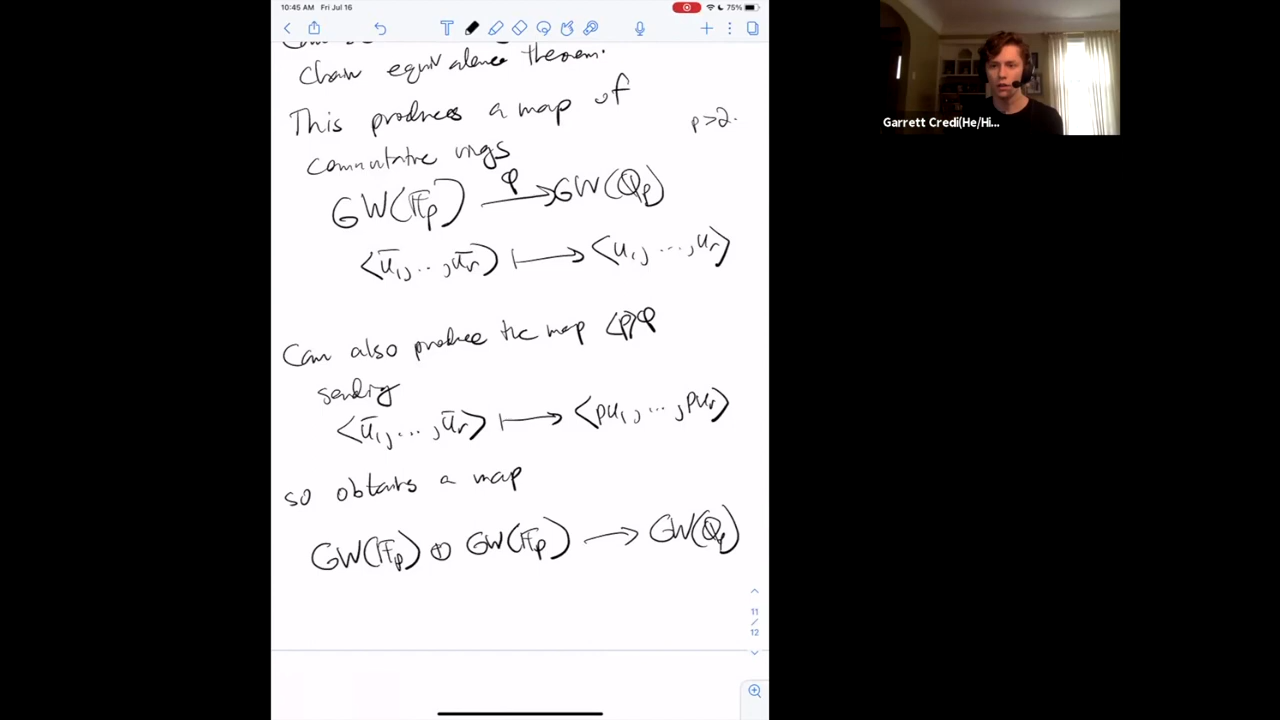 10:45 AM Fri Jul 16
75%
T
chain equivalence theorem.
This produces a map of
p>2.
commutative rings
GW(𝔽p) →φ GW(ℚp)
<ū₁, …, ūr> ↦ <u₁, …, ur>
Can also produce the map <p>φ
sending
<ū₁, …, ūr> ↦ <pu₁, …, pur>
so obtains a map
GW(𝔽p) ⊕ GW(𝔽p) → GW(ℚp)
11
/
12
Garrett Credi(He/Hi...